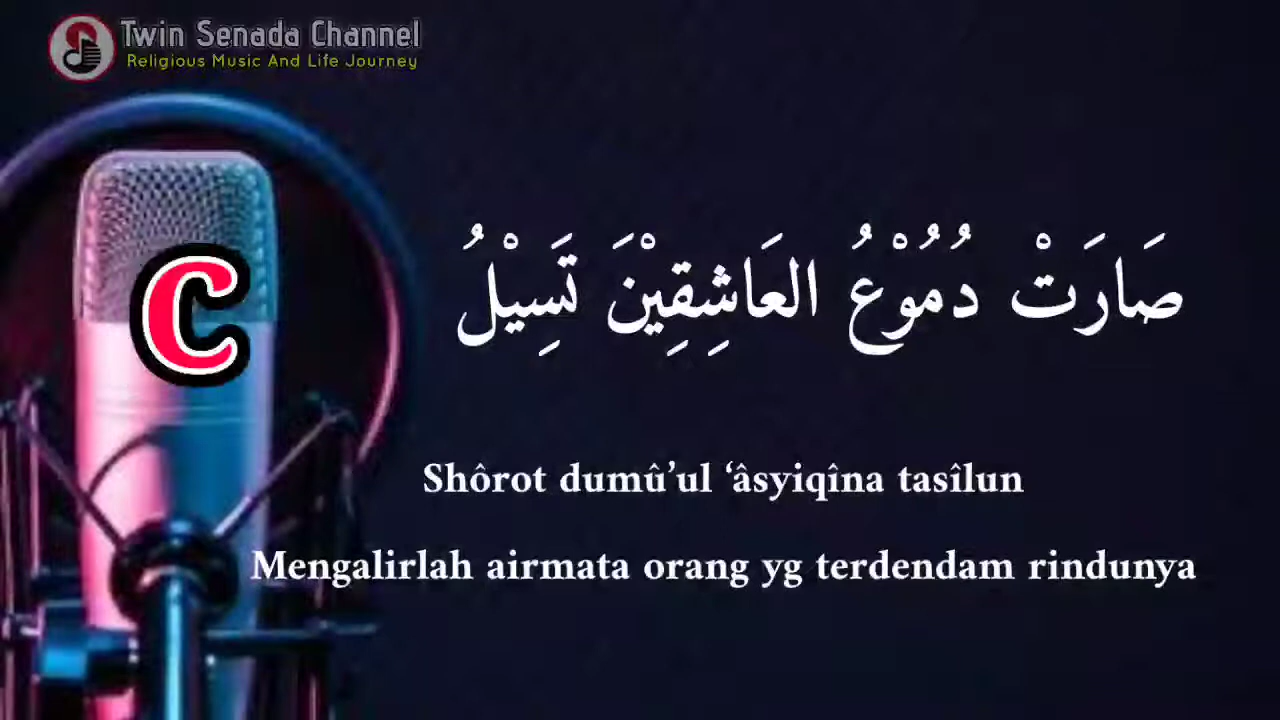 Twin Senada Channel
Religious Music And Life Journey
C
صَارَتْ دُمُوْعُ العَاشِقِيْنَ تَسِيْلُ
Shôrot dumû’ul ‘âsyiqîna tasîlun
Mengalirlah airmata orang yg terdendam rindunya